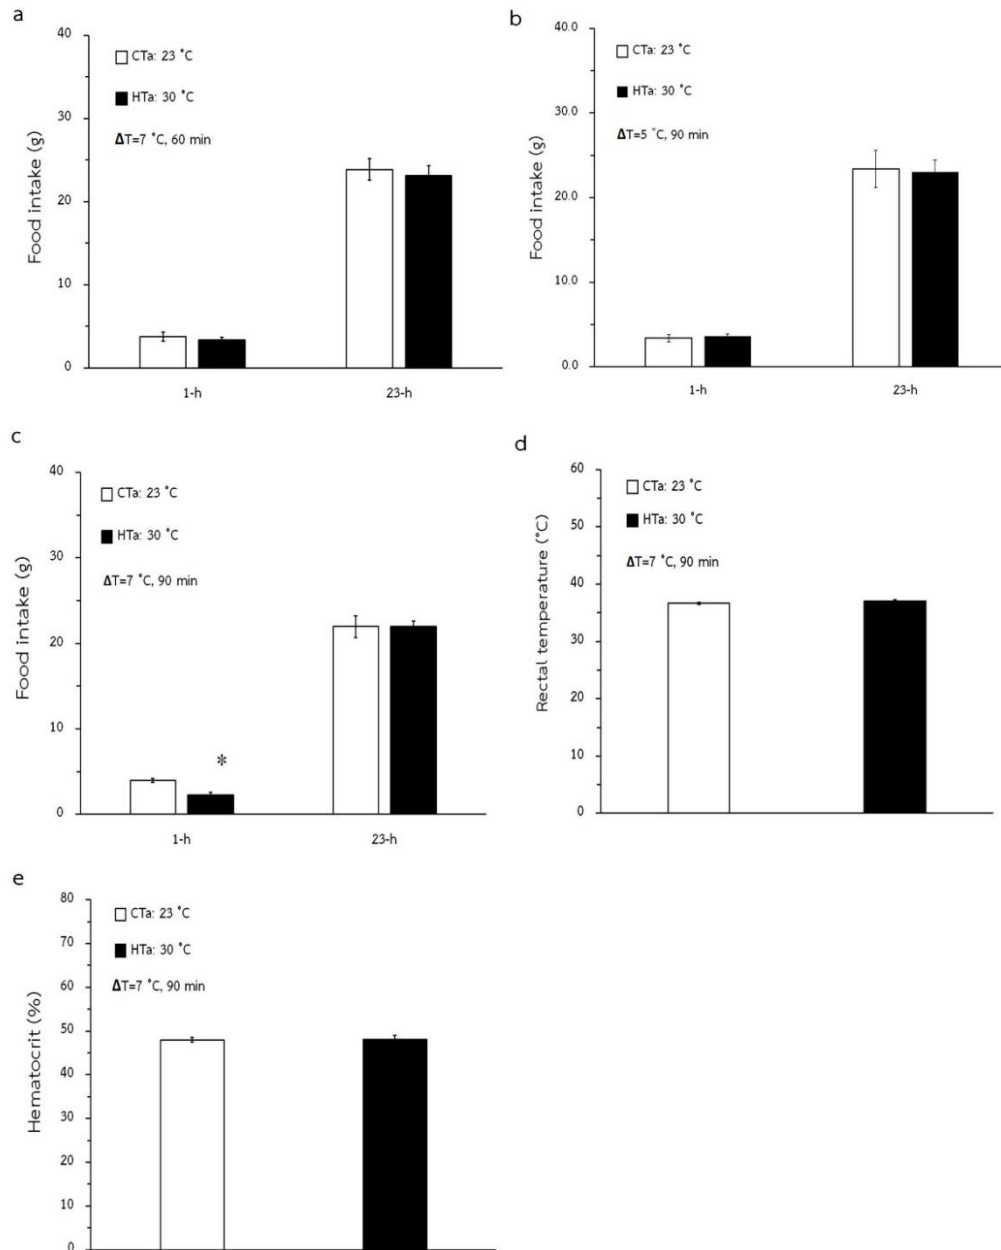 a
Food intake (g)
40
30
20
10
0
CTa: 23 ˚C
HTa: 30 ˚C
ΔT=7 ˚C, 60 min
1-h
23-h
b
Food intake (g)
40.0
30.0
20.0
10.0
0.0
CTa: 23 ˚C
HTa: 30 ˚C
ΔT=5 ˚C, 90 min
1-h
23-h
c
Food intake (g)
40
30
20
10
0
CTa: 23 ˚C
HTa: 30 ˚C
ΔT=7 ˚C, 90 min
*
1-h
23-h
d
Rectal temperature (°C)
60
50
40
30
20
10
0
CTa: 23 ˚C
HTa: 30 ˚C
ΔT=7 ˚C, 90 min
e
Hematocrit (%)
80
70
60
50
40
30
20
10
0
CTa: 23 ˚C
HTa: 30 ˚C
ΔT=7 ˚C, 90 min